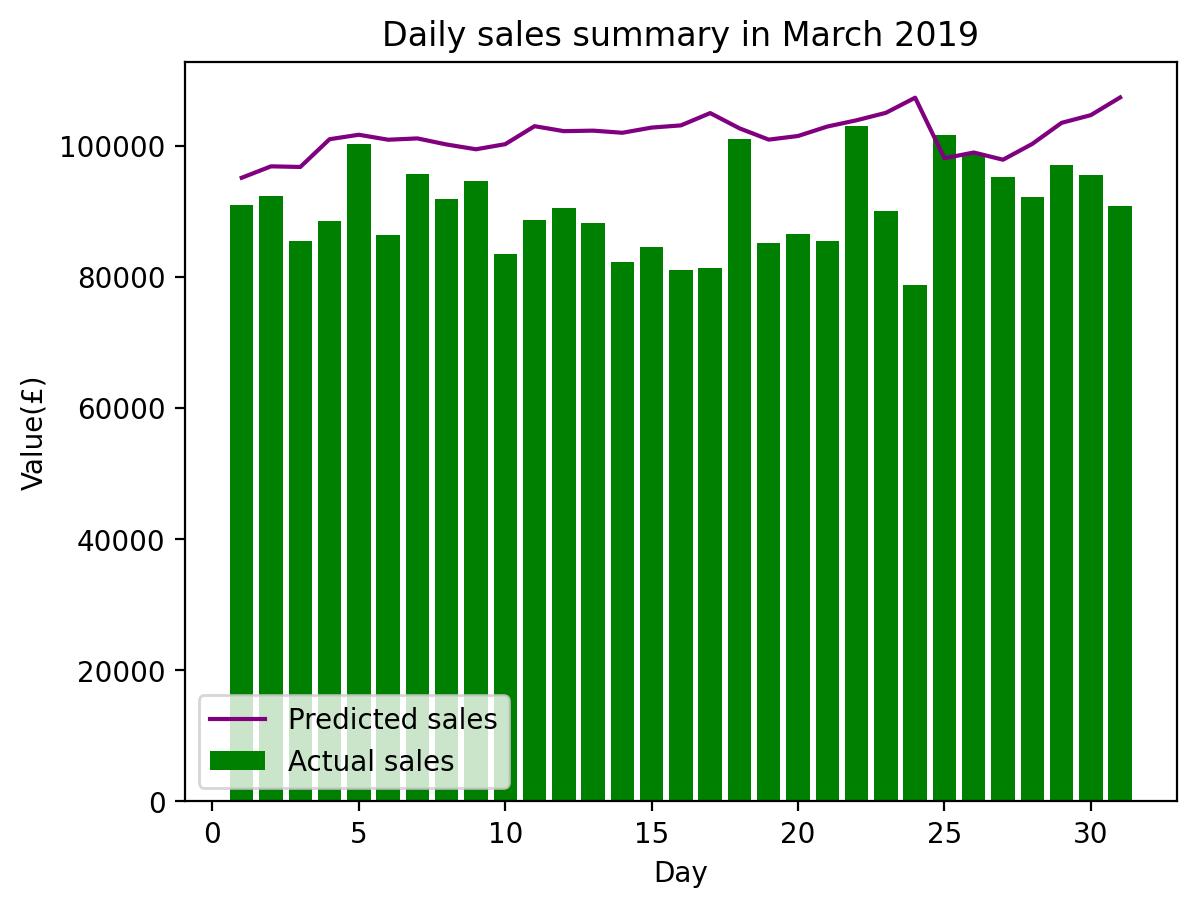 Daily sales summary in March 2019
100000
80000
60000
40000
20000
0
Value(£)
Predicted sales
Actual sales
0 5 10 15 20 25 30
Day